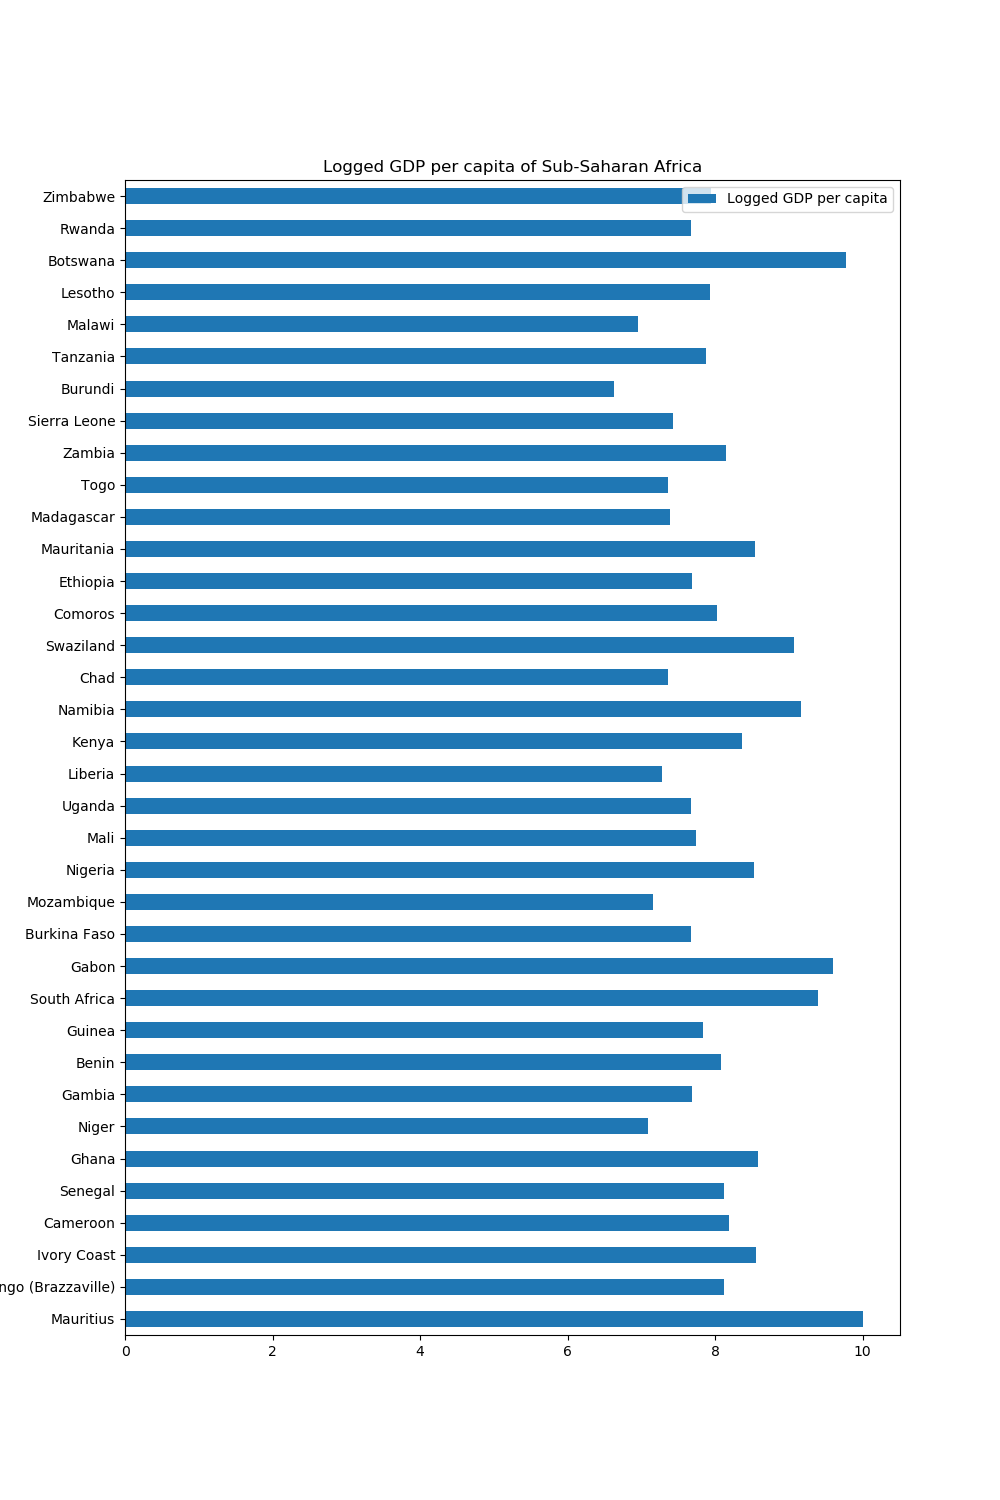 Logged GDP per capita of Sub-Saharan Africa
Logged GDP per capita
Zimbabwe
Rwanda
Botswana
Lesotho
Malawi
Tanzania
Burundi
Sierra Leone
Zambia
Togo
Madagascar
Mauritania
Ethiopia
Comoros
Swaziland
Chad
Namibia
Kenya
Liberia
Uganda
Mali
Nigeria
Mozambique
Burkina Faso
Gabon
South Africa
Guinea
Benin
Gambia
Niger
Ghana
Senegal
Cameroon
Ivory Coast
ngo (Brazzaville)
Mauritius
0 2 4 6 8 10